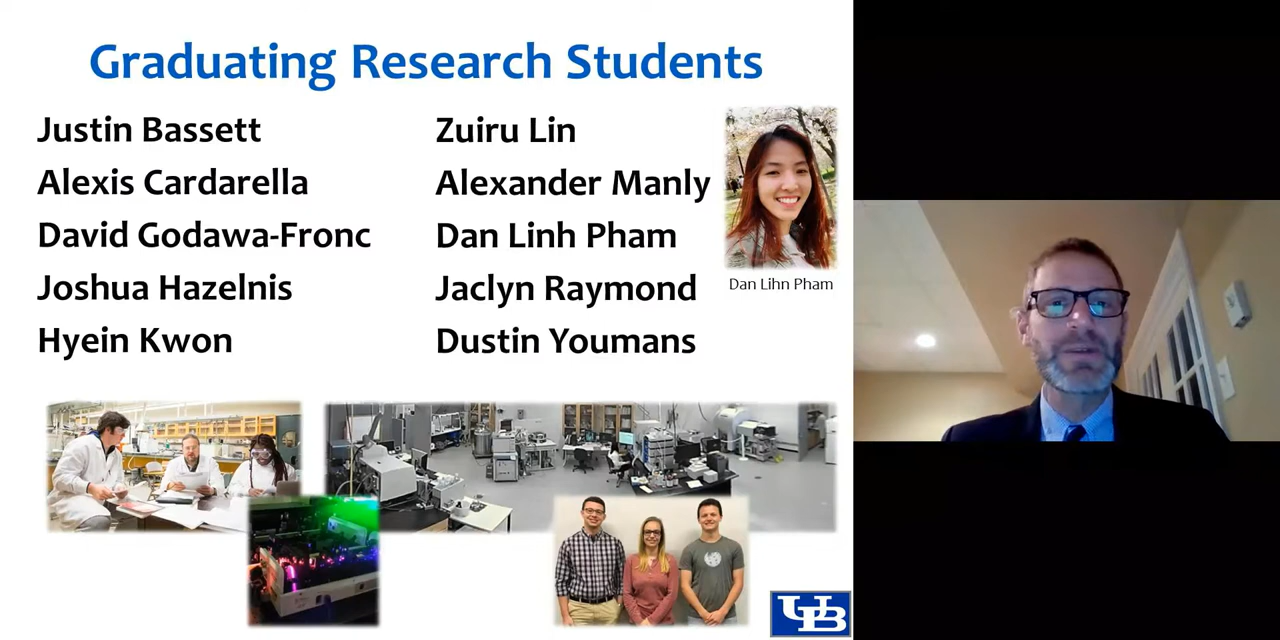 Graduating Research Students
Justin Bassett
Alexis Cardarella
David Godawa-Fronc
Joshua Hazelnis
Hyein Kwon
Zuiru Lin
Alexander Manly
Dan Linh Pham
Jaclyn Raymond
Dustin Youmans
Dan Lihn Pham
UB